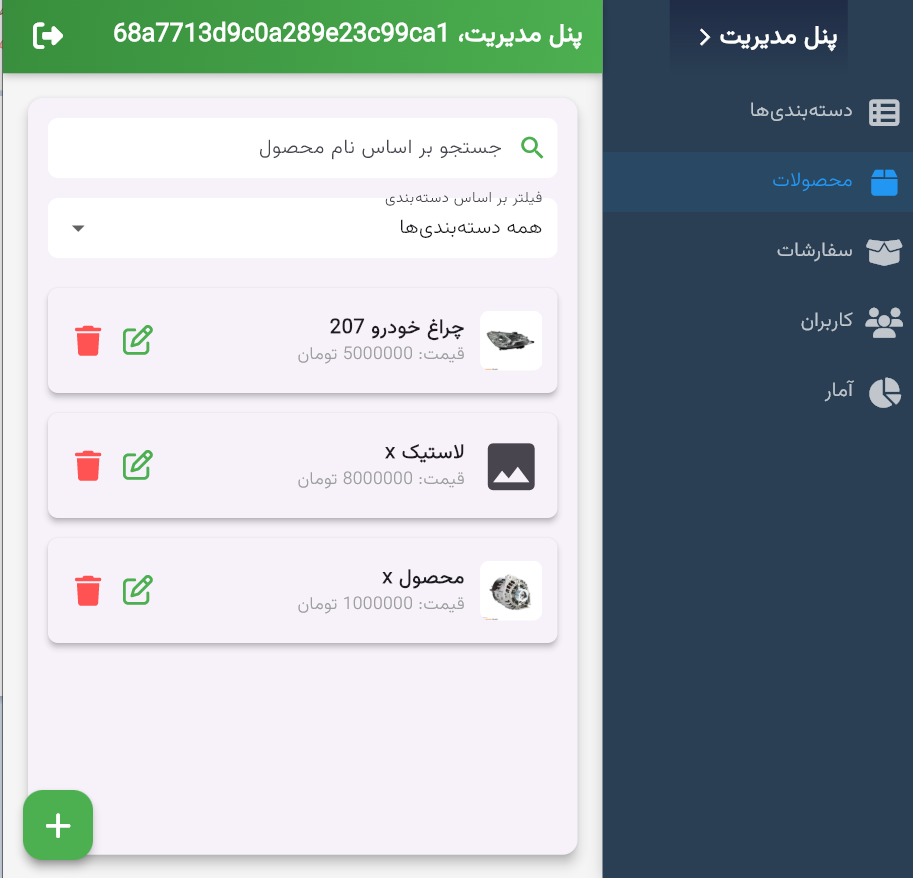 پنل مدیریت
دسته‌بندی‌ها
محصولات
سفارشات
کاربران
آمار
پنل مدیریت، 68a7713d9c0a289e23c99ca1
جستجو بر اساس نام محصول
فیلتر بر اساس دسته‌بندی
همه دسته‌بندی‌ها
چراغ خودرو 207
قیمت: 5000000 تومان
لاستیک x
قیمت: 8000000 تومان
محصول x
قیمت: 1000000 تومان